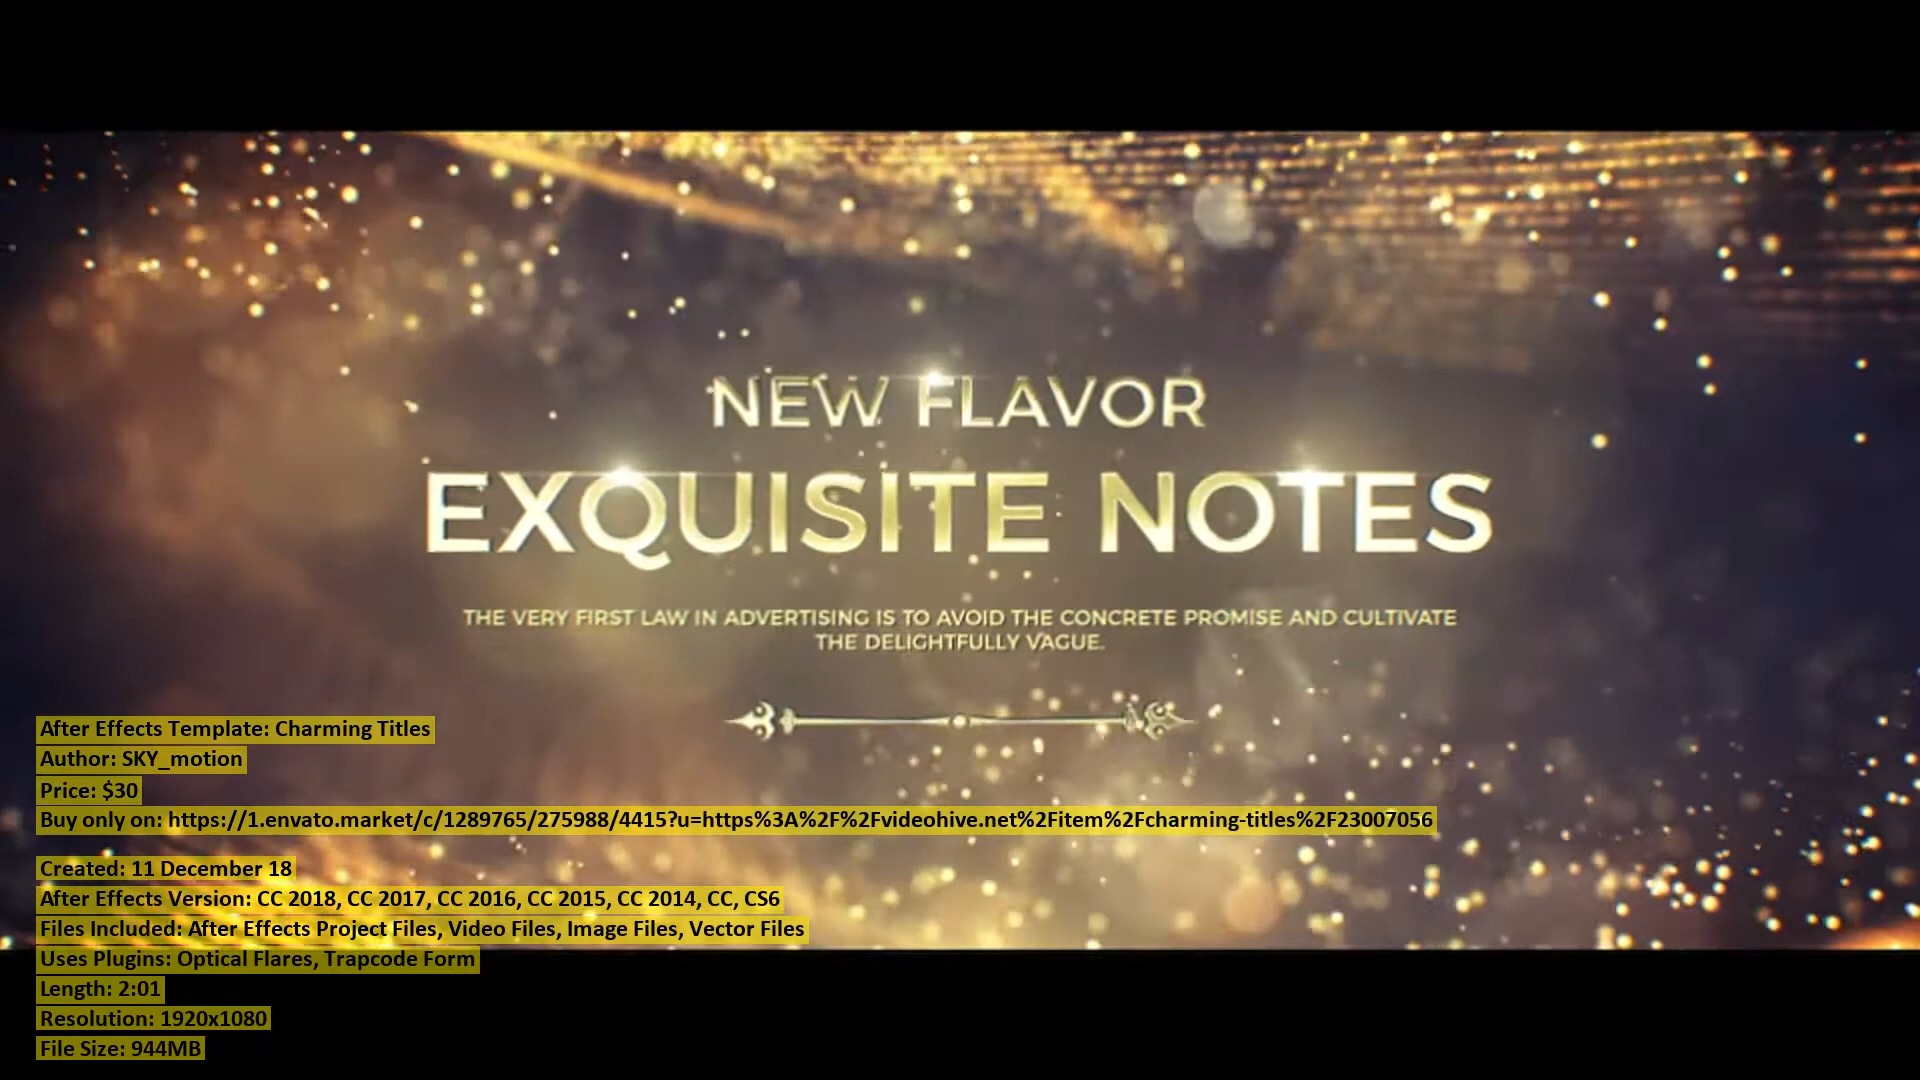 NEW FLAVOR
EXQUISITE NOTES
THE VERY FIRST LAW IN ADVERTISING IS TO AVOID THE CONCRETE PROMISE AND CULTIVATE
THE DELIGHTFULLY VAGUE.
After Effects Template: Charming Titles
Author: SKY_motion
Price: $30
Buy only on: https://1.envato.market/c/1289765/275988/4415?u=https%3A%2F%2Fvideohive.net%2Fitem%2Fcharming-titles%2F23007056
Created: 11 December 18
After Effects Version: CC 2018, CC 2017, CC 2016, CC 2015, CC 2014, CC, CS6
Files Included: After Effects Project Files, Video Files, Image Files, Vector Files
Uses Plugins: Optical Flares, Trapcode Form
Length: 2:01
Resolution: 1920x1080
File Size: 944MB